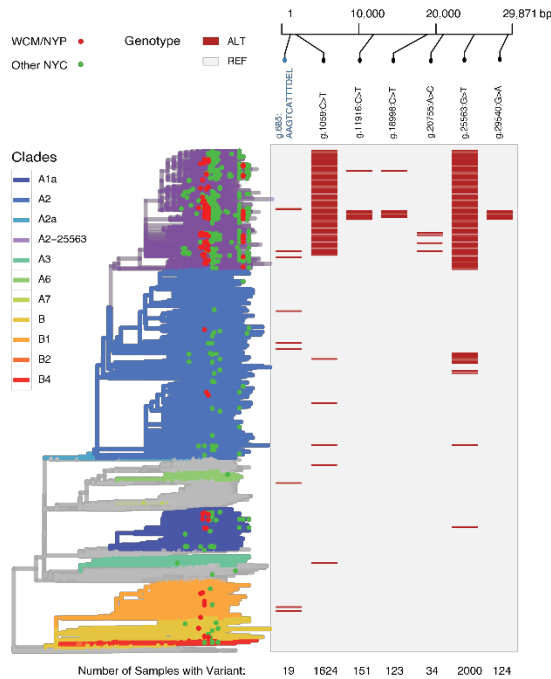 1 10,000 20,000 29,871 bp
WCM/NYP
Other NYC
Genotype
ALT
REF
g.685:
AAGTCATTTDEL
g.1059:C>T
g.11916:C>T
g.18998:C>T
g.20755:A>C
g.25563:G>T
g.29540:G>A
Clades
A1a
A2
A2a
A2-25563
A3
A6
A7
B
B1
B2
B4
Number of Samples with Variant: 19 1624 151 123 34 2000 124